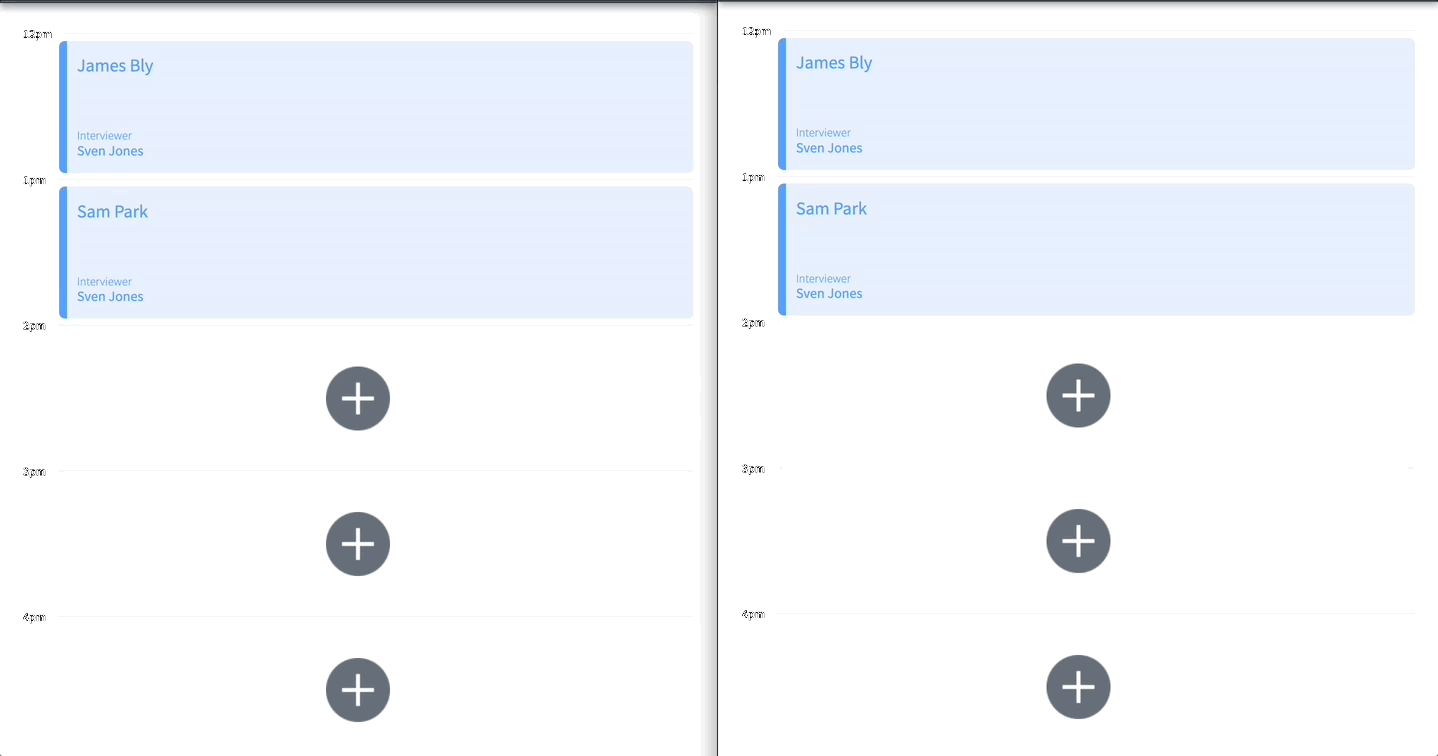 12pm
James Bly
Interviewer
Sven Jones
1pm
Sam Park
Interviewer
Sven Jones
2pm
3pm
4pm
12pm
James Bly
Interviewer
Sven Jones
1pm
Sam Park
Interviewer
Sven Jones
2pm
3pm
4pm